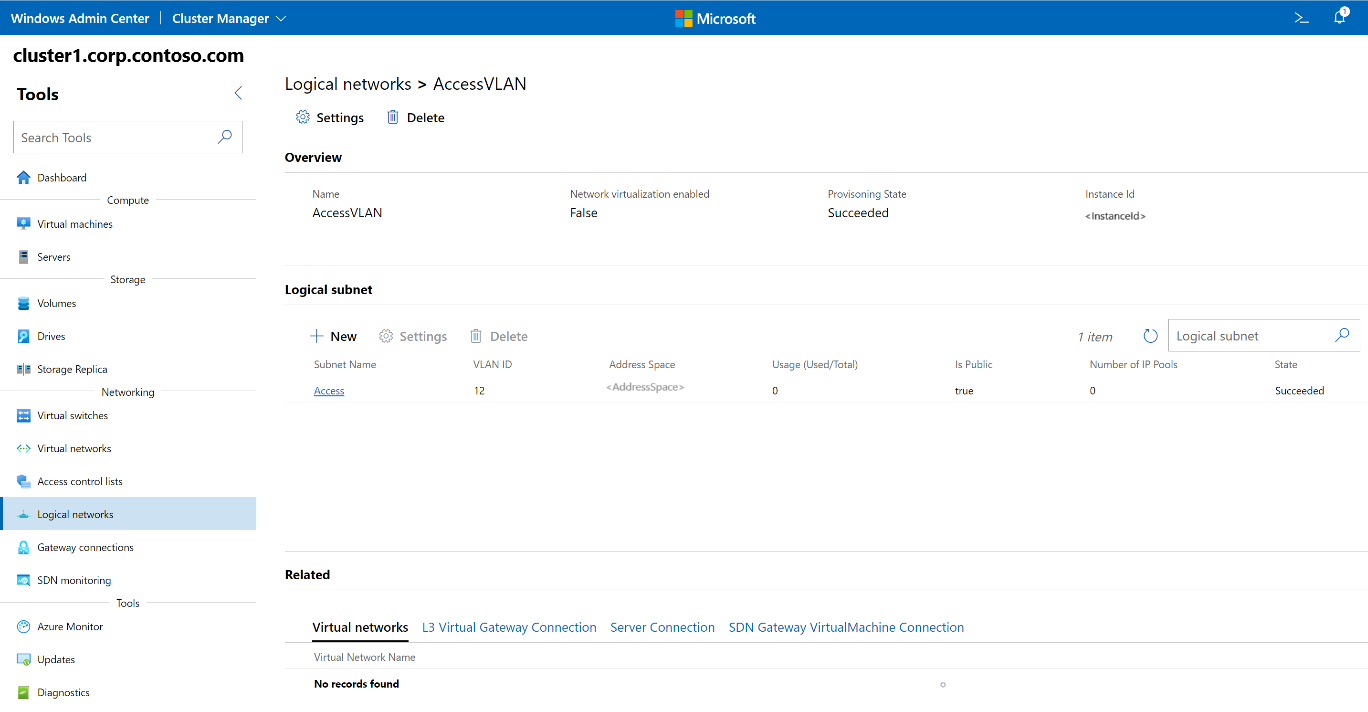 Windows Admin Center | Cluster Manager
Microsoft
1
cluster1.corp.contoso.com
Tools
Search Tools
Dashboard
Compute
Virtual machines
Servers
Storage
Volumes
Drives
Storage Replica
Networking
Virtual switches
Virtual networks
Access control lists
Logical networks
Gateway connections
SDN monitoring
Tools
Azure Monitor
Updates
Diagnostics
Logical networks > AccessVLAN
Settings Delete
Overview
Name Network virtualization enabled Provisioning State Instance Id
AccessVLAN False Succeeded <InstanceId>
Logical subnet
New Settings Delete 1 item Logical subnet
Subnet Name VLAN ID Address Space Usage (Used/Total) Is Public Number of IP Pools State
Access 12 <AddressSpace> 0 true 0 Succeeded
Related
Virtual networks L3 Virtual Gateway Connection Server Connection SDN Gateway VirtualMachine Connection
Virtual Network Name
No records found